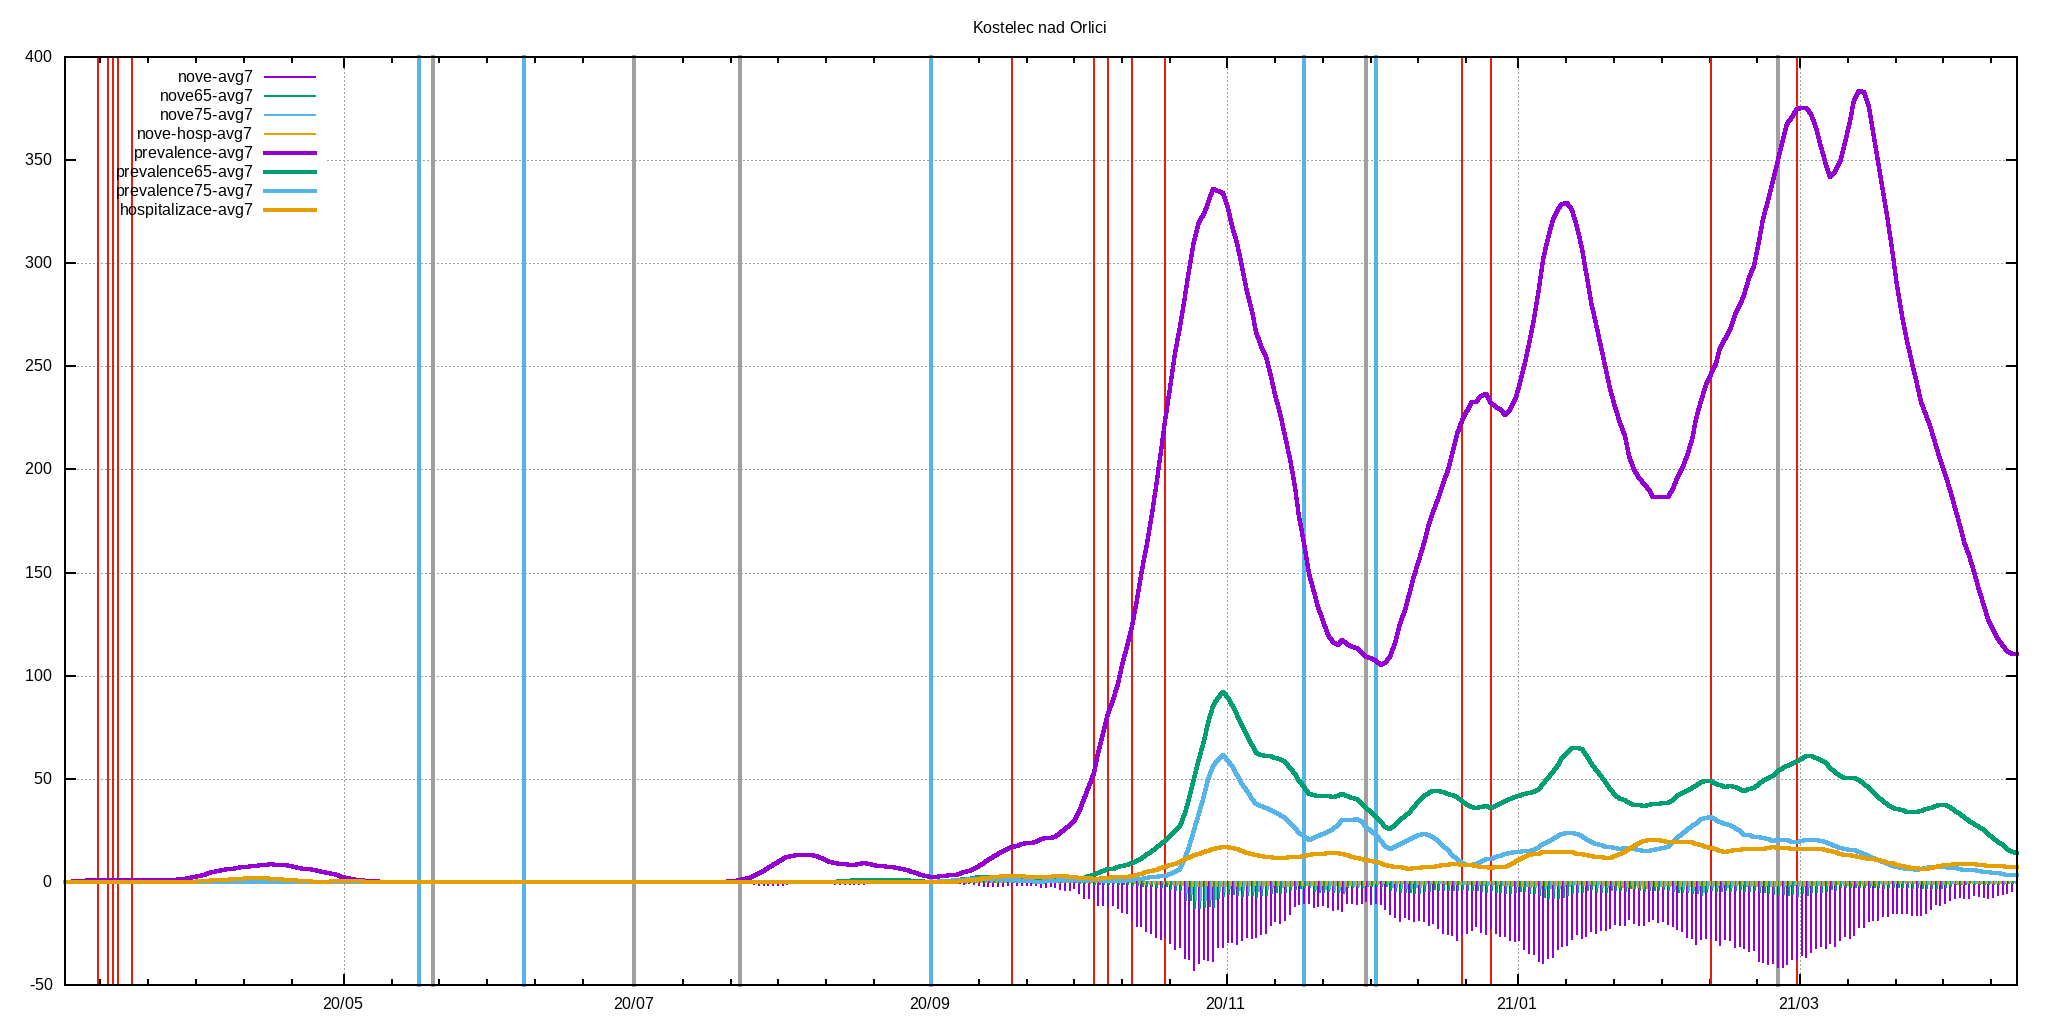 Kostelec nad Orlici
400
350
300
250
200
150
100
50
0
-50
nove-avg7
nove65-avg7
nove75-avg7
nove-hosp-avg7
prevalence-avg7
prevalence65-avg7
prevalence75-avg7
hospitalizace-avg7
20/05
20/07
20/09
20/11
21/01
21/03